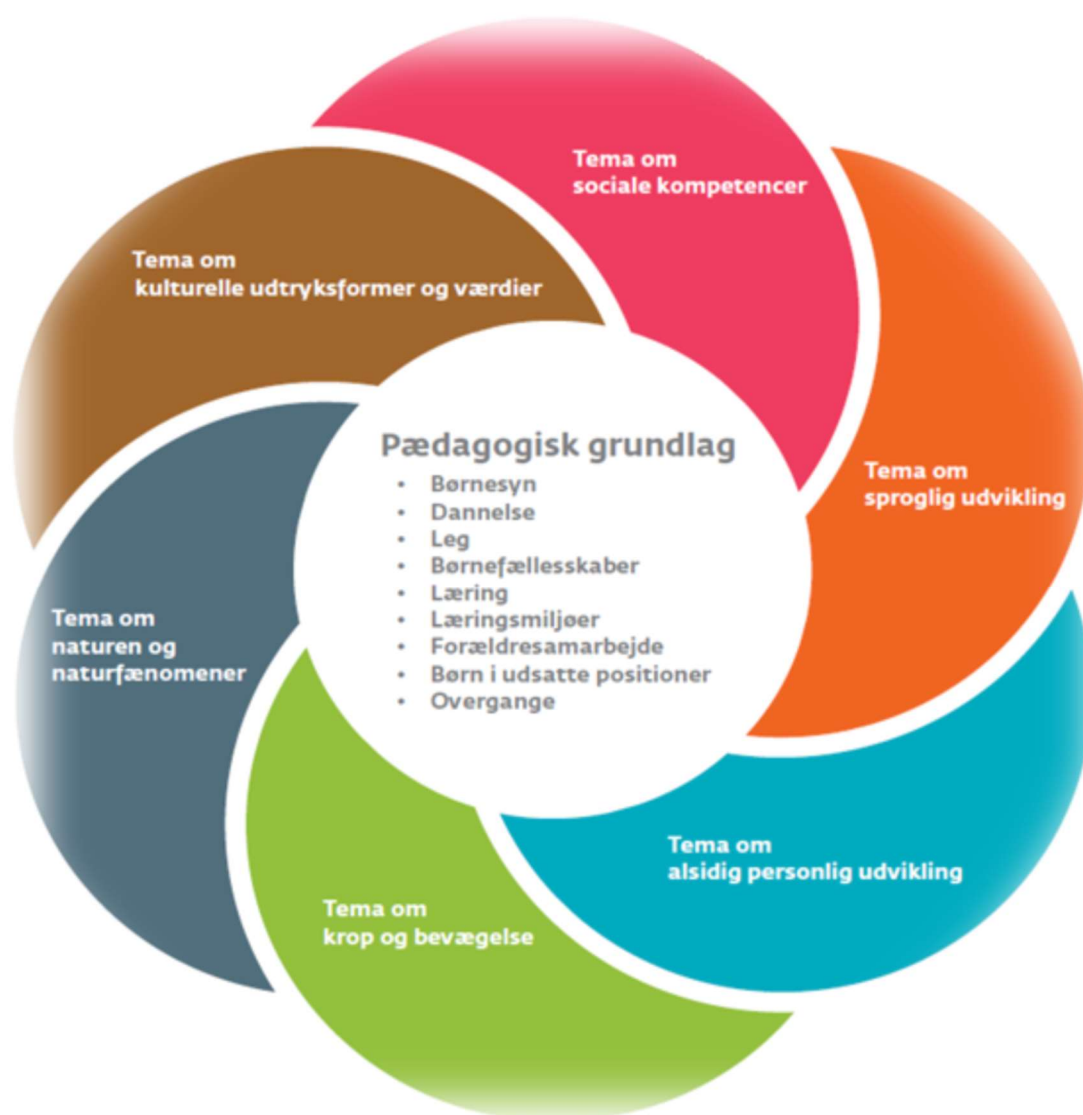 Tema om
sociale kompetencer
Tema om
kulturelle udtryksformer og værdier
Pædagogisk grundlag
• Børnesyn
• Dannelse
• Leg
• Børnefællesskaber
• Læring
• Læringsmiljøer
• Forældresamarbejde
• Børn i udsatte positioner
• Overgange
Tema om
sproglig udvikling
Tema om
naturen og
naturfænomener
Tema om
alsidig personlig udvikling
Tema om
krop og bevægelse